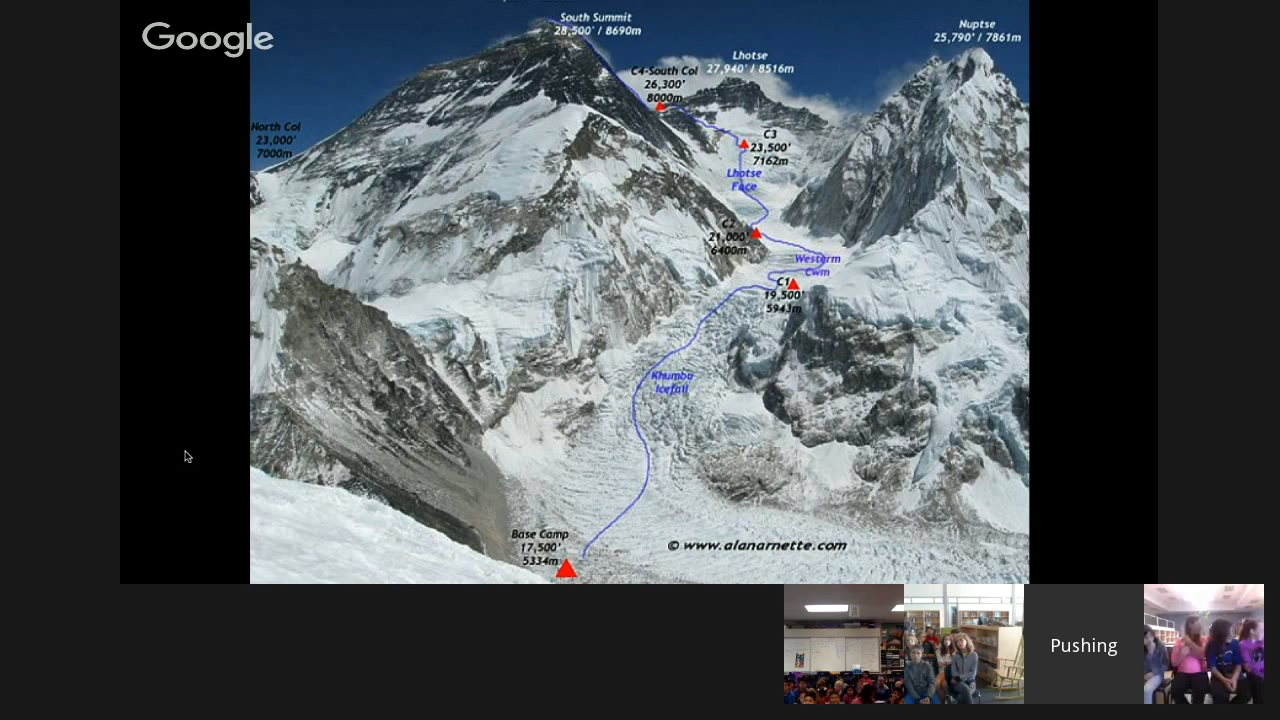 Google
South Summit
28,500' / 8690m
Nuptse
25,790' / 7861m
Lhotse
27,940' / 8516m
C4-South Col
26,300'
8000m
North Col
23,000'
7000m
C3
23,500'
7162m
Lhotse
Face
C2
21,000'
6400m
Western
Cwm
C1
19,500'
5943m
Khumbu
Icefall
Base Camp
17,500'
5334m
© www.alanarnette.com
Pushing